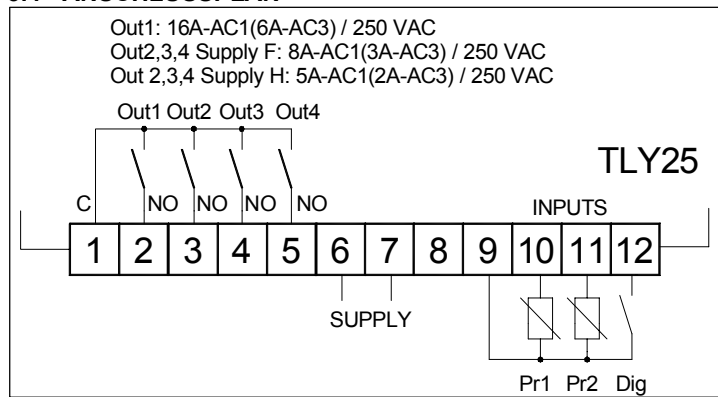 Out1: 16A-AC1(6A-AC3) / 250 VAC
Out2,3,4 Supply F: 8A-AC1(3A-AC3) / 250 VAC
Out 2,3,4 Supply H: 5A-AC1(2A-AC3) / 250 VAC
Out1 Out2 Out3 Out4
TLY25
C NO NO NO NO INPUTS
1 2 3 4 5 6 7 8 9 10 11 12
SUPPLY
Pr1 Pr2 Dig